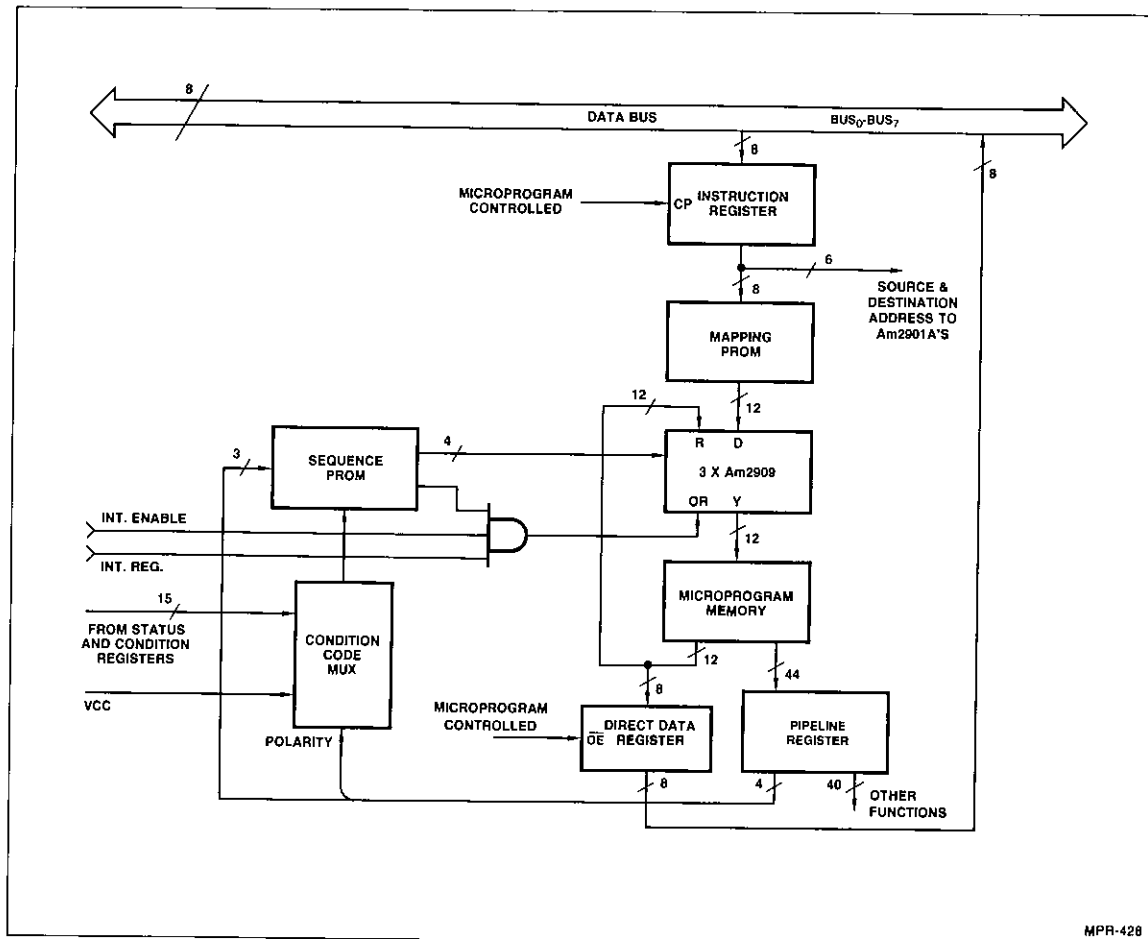 8
DATA BUS
BUS0-BUS7
8
8
MICROPROGRAM
CONTROLLED
CP
INSTRUCTION
REGISTER
6
8
SOURCE &
DESTINATION
ADDRESS TO
Am2901A'S
MAPPING
PROM
12
12
R D
3 X Am2909
OR Y
3
SEQUENCE
PROM
4
INT. ENABLE
INT. REG.
12
MICROPROGRAM
MEMORY
15
FROM STATUS
AND CONDITION
REGISTERS
CONDITION
CODE
MUX
VCC
POLARITY
12
44
8
MICROPROGRAM
CONTROLLED
OE
DIRECT DATA
REGISTER
PIPELINE
REGISTER
8
4
40
OTHER
FUNCTIONS
MPR-428